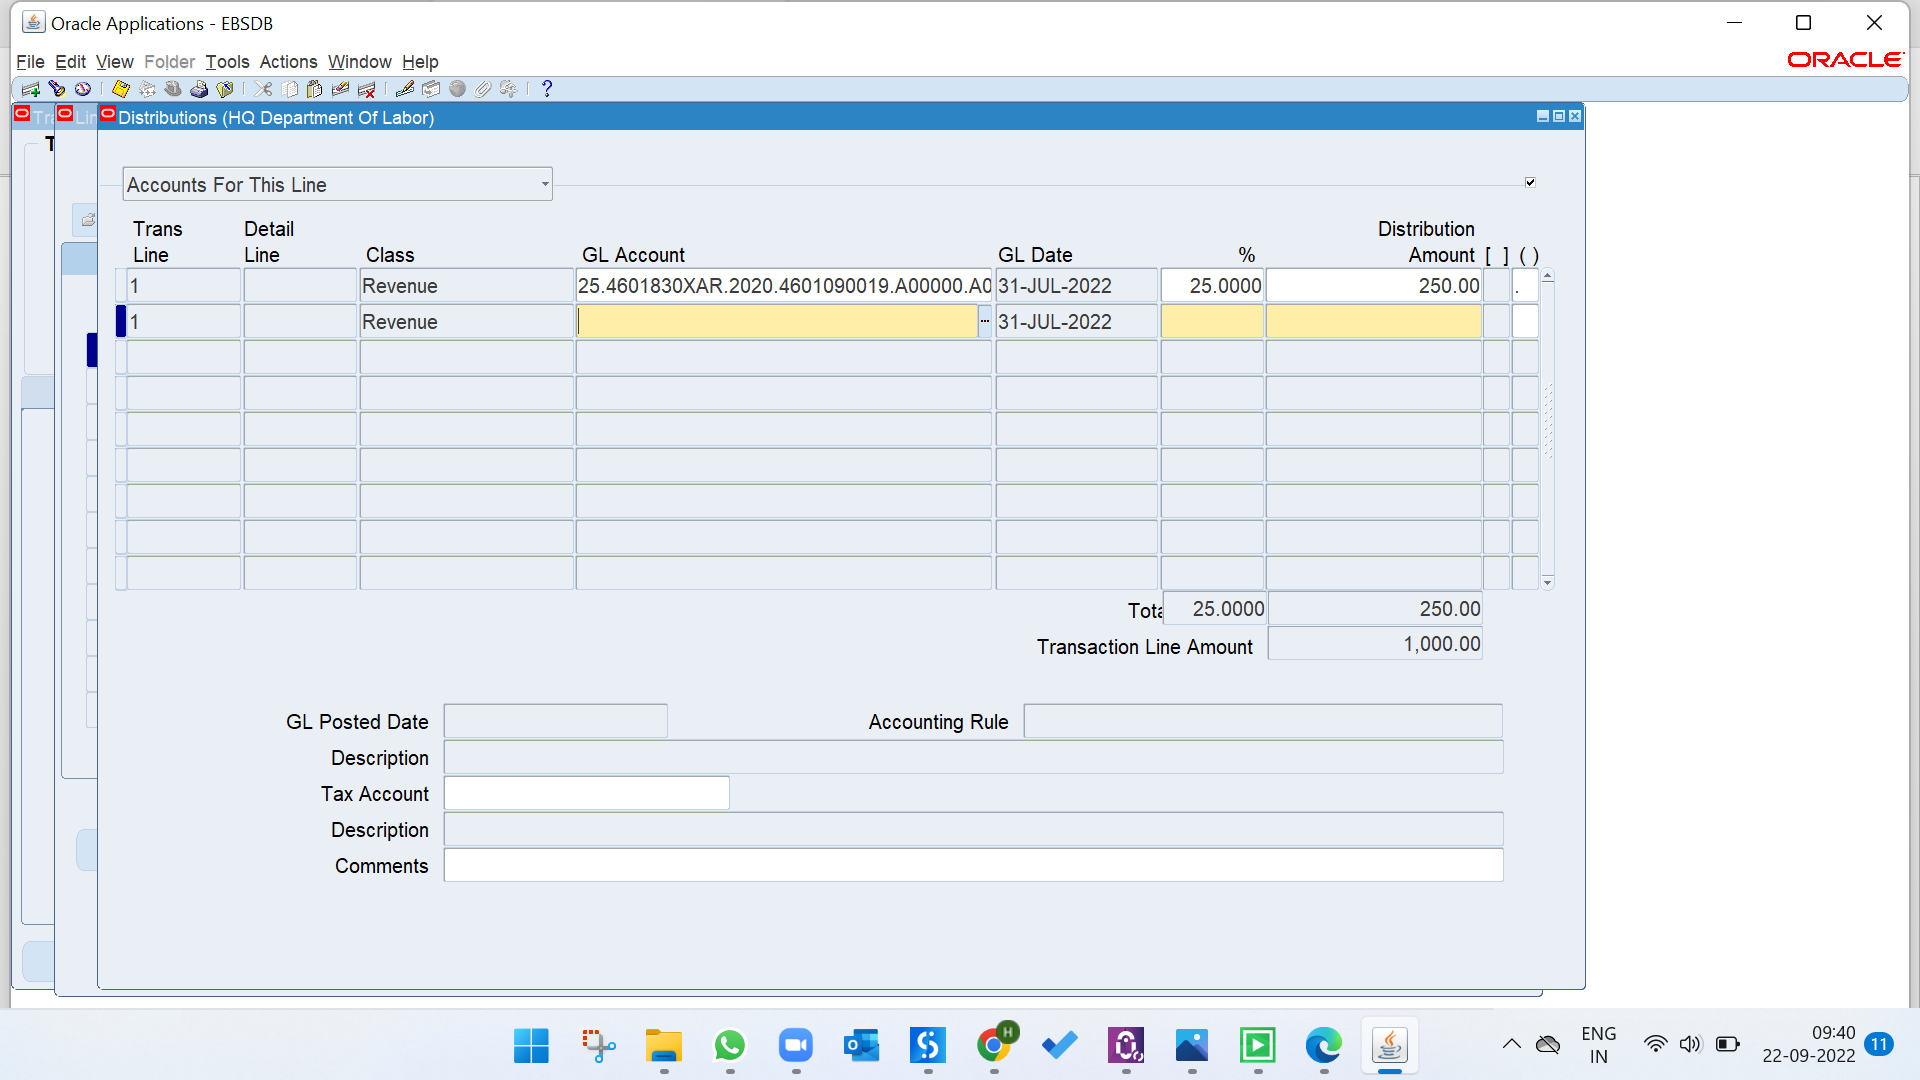 Oracle Applications - EBSDB
File Edit View Folder Tools Actions Window Help
ORACLE
Distributions (HQ Department Of Labor)
Accounts For This Line
Trans Line
Detail Line
Class
GL Account
GL Date
%
Distribution Amount
[ ]
( )
1 Revenue 25.4601830XAR.2020.4601090019.A00000.A0 31-JUL-2022 25.0000 250.00 .
1 Revenue ... 31-JUL-2022
Tota 25.0000 250.00
Transaction Line Amount 1,000.00
GL Posted Date
Accounting Rule
Description
Tax Account
Description
Comments
H
ENG
IN
09:40
22-09-2022
11